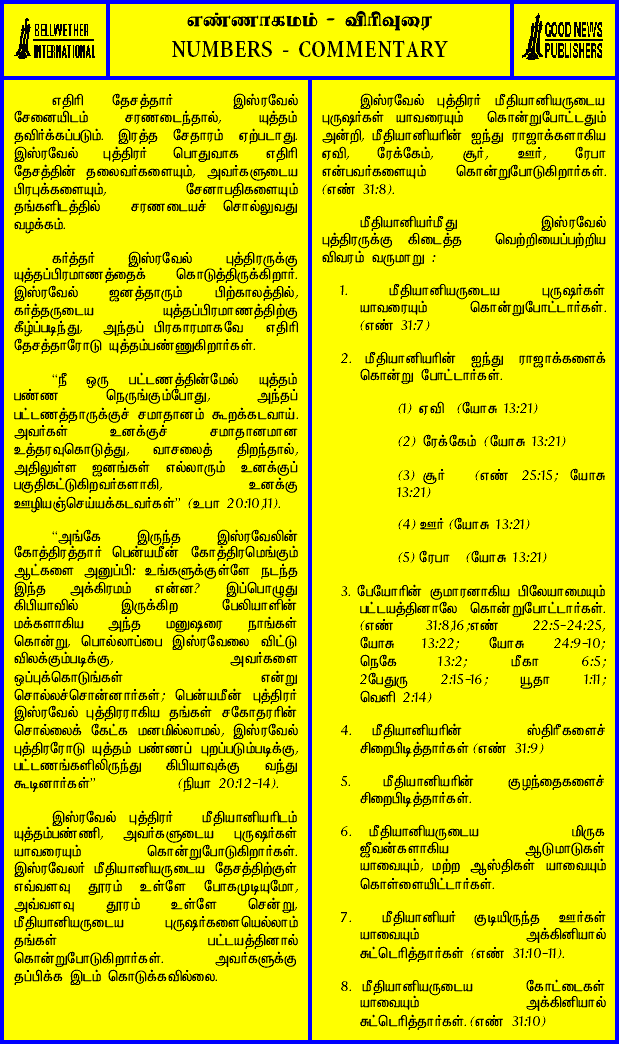 BELLWETHER
INTERNATIONAL
எண்ணாகமம் - விரிவுரை
NUMBERS - COMMENTARY
GOOD NEWS
PUBLISHERS
எதிரி தேசத்தார் இஸ்ரவேல்
சேனையிடம் சரணடைந்தால், யுத்தம்
தவிர்க்கப்படும். இரத்த சேதாரம் ஏற்படாது.
இஸ்ரவேல் புத்திரர் பொதுவாக எதிரி
தேசத்தின் தலைவர்களையும், அவர்களுடைய
பிரபுக்களையும், சேனாபதிகளையும்
தங்களிடத்தில் சரணடையச் சொல்லுவது
வழக்கம்.
கர்த்தர் இஸ்ரவேல் புத்திரருக்கு
யுத்தப்பிரமாணத்தைக் கொடுத்திருக்கிறார்.
இஸ்ரவேல் ஜனத்தாரும் பிற்காலத்தில்,
கர்த்தருடைய யுத்தப்பிரமாணத்திற்கு
கீழ்ப்படிந்து, அந்தப் பிரகாரமாகவே எதிரி
தேசத்தாரோடு யுத்தம்பண்ணுகிறார்கள்.
“நீ ஒரு பட்டணத்தின்மேல் யுத்தம்
பண்ண நெருங்கும்போது, அந்தப்
பட்டணத்தாருக்குச் சமாதானம் கூறக்கடவாய்.
அவர்கள் உனக்குச் சமாதானமான
உத்தரவுகொடுத்து, வாசலைத் திறந்தால்,
அதிலுள்ள ஜனங்கள் எல்லாரும் உனக்குப்
பகுதிகட்டுகிறவர்களாகி, உனக்கு
ஊழியஞ்செய்யக்கடவர்கள்” (உபா 20:10,11).
“அங்கே இருந்த இஸ்ரவேலின்
கோத்திரத்தார் பென்யமீன் கோத்திரமெங்கும்
ஆட்களை அனுப்பி: உங்களுக்குள்ளே நடந்த
இந்த அக்கிரமம் என்ன? இப்பொழுது
கிபியாவில் இருக்கிற பேலியாளின்
மக்களாகிய அந்த மனுஷரை நாங்கள்
கொன்று, பொல்லாப்பை இஸ்ரவேலை விட்டு
விலக்கும்படிக்கு, அவர்களை
ஒப்புக்கொடுங்கள் என்று
சொல்லச்சொன்னார்கள்; பென்யமீன் புத்திரர்
இஸ்ரவேல் புத்திரராகிய தங்கள் சகோதரரின்
சொல்லைக் கேட்க மனமில்லாமல், இஸ்ரவேல்
புத்திரரோடு யுத்தம் பண்ணப் புறப்படும்படிக்கு,
பட்டணங்களிலிருந்து கிபியாவுக்கு வந்து
கூடினார்கள்” (நியா 20:12-14).
இஸ்ரவேல் புத்திரர் மீதியானியரிடம்
யுத்தம்பண்ணி, அவர்களுடைய புருஷர்கள்
யாவரையும் கொன்றுபோடுகிறார்கள்.
இஸ்ரவேலர் மீதியானியருடைய தேசத்திற்குள்
எவ்வளவு தூரம் உள்ளே போகமுடியுமோ,
அவ்வளவு தூரம் உள்ளே சென்று,
மீதியானியருடைய புருஷர்களையெல்லாம்
தங்கள் பட்டயத்தினால்
கொன்றுபோடுகிறார்கள். அவர்களுக்கு
தப்பிக்க இடம் கொடுக்கவில்லை.
இஸ்ரவேல் புத்திரர் மீதியானியருடைய
புருஷர்கள் யாவரையும் கொன்றுபோட்டதும்
அன்றி, மீதியானியரின் ஐந்து ராஜாக்களாகிய
ஏவி, ரேக்கேம், சூர், ஊர், ரேபா
என்பவர்களையும் கொன்றுபோடுகிறார்கள்.
(எண் 31:8).
மீதியானியர்மீது இஸ்ரவேல்
புத்திரருக்கு கிடைத்த வெற்றியைப்பற்றிய
விவரம் வருமாறு :
1. மீதியானியருடைய புருஷர்கள்
யாவரையும் கொன்றுபோட்டார்கள்.
(எண் 31:7)
2. மீதியானியரின் ஐந்து ராஜாக்களைக்
கொன்று போட்டார்கள்.
(1) ஏவி (யோசு 13:21)
(2) ரேக்கேம் (யோசு 13:21)
(3) சூர் (எண் 25:15; யோசு
13:21)
(4) ஊர் (யோசு 13:21)
(5) ரேபா (யோசு 13:21)
3. பேயோரின் குமாரனாகிய பிலேயாமையும்
பட்டயத்தினாலே கொன்றுபோட்டார்கள்.
(எண் 31:8,16;எண் 22:5-24:25,
யோசு 13:22; யோசு 24:9-10;
நெகே 13:2; மீகா 6:5;
2பேதுரு 2:15-16; யூதா 1:11;
வெளி 2:14)
4. மீதியானியரின் ஸ்திரீகளைச்
சிறைபிடித்தார்கள் (எண் 31:9)
5. மீதியானியரின் குழந்தைகளைச்
சிறைபிடித்தார்கள்.
6. மீதியானியருடைய மிருக
ஜீவன்களாகிய ஆடுமாடுகள்
யாவையும், மற்ற ஆஸ்திகள் யாவையும்
கொள்ளையிட்டார்கள்.
7. மீதியானியர் குடியிருந்த ஊர்கள்
யாவையும் அக்கினியால்
சுட்டெரித்தார்கள் (எண் 31:10-11).
8. மீதியானியருடைய கோட்டைகள்
யாவையும் அக்கினியால்
சுட்டெரித்தார்கள். (எண் 31:10)